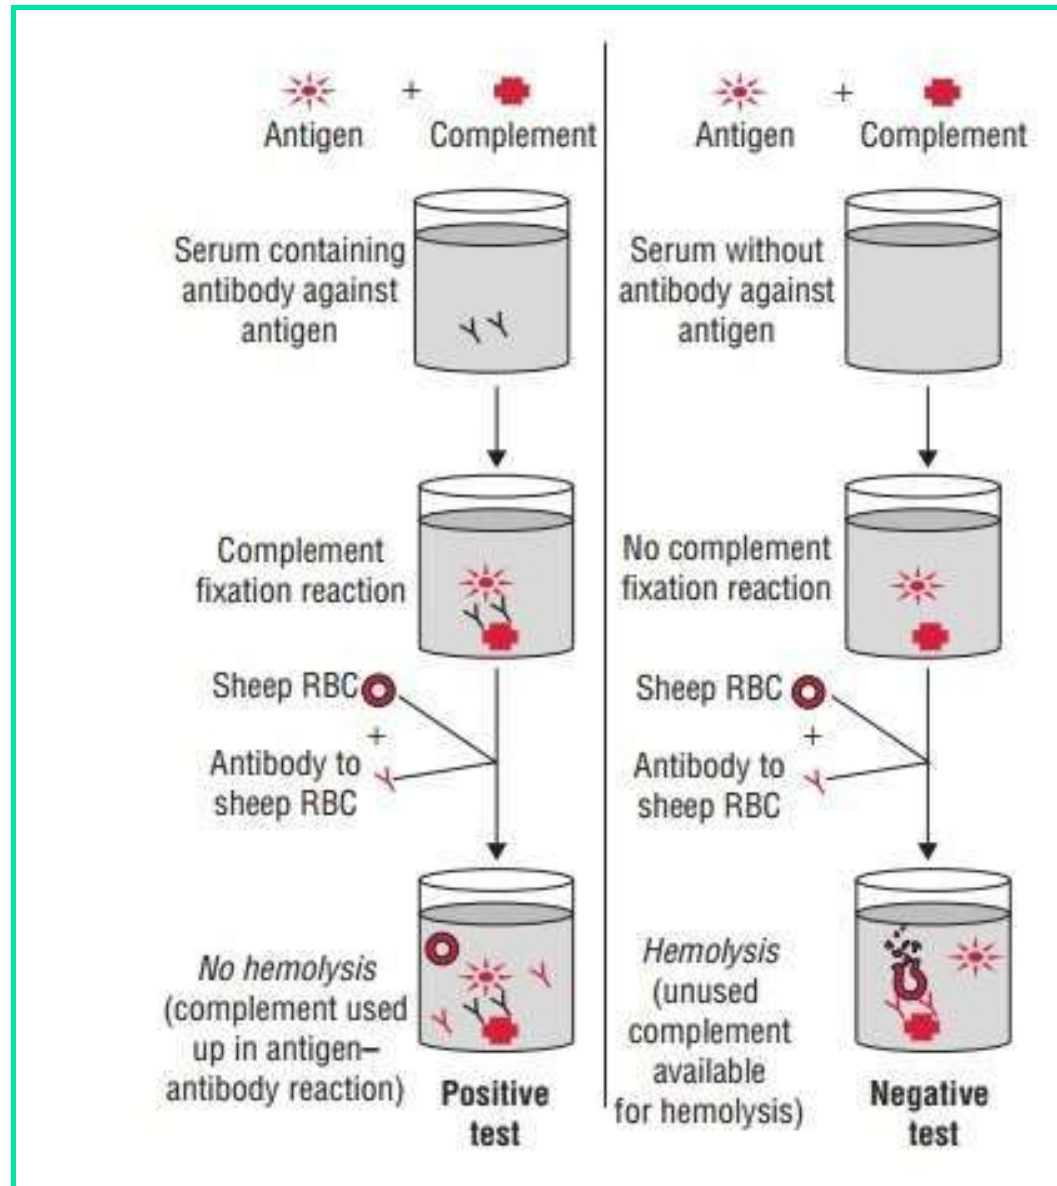 Antigen + Complement
Serum containing
antibody against
antigen
Complement
fixation reaction
Sheep RBC
+
Antibody to
sheep RBC
No hemolysis
(complement used
up in antigen–
antibody reaction)
Positive
test
Antigen + Complement
Serum without
antibody against
antigen
No complement
fixation reaction
Sheep RBC
+
Antibody to
sheep RBC
Hemolysis
(unused
complement
available
for hemolysis)
Negative
test